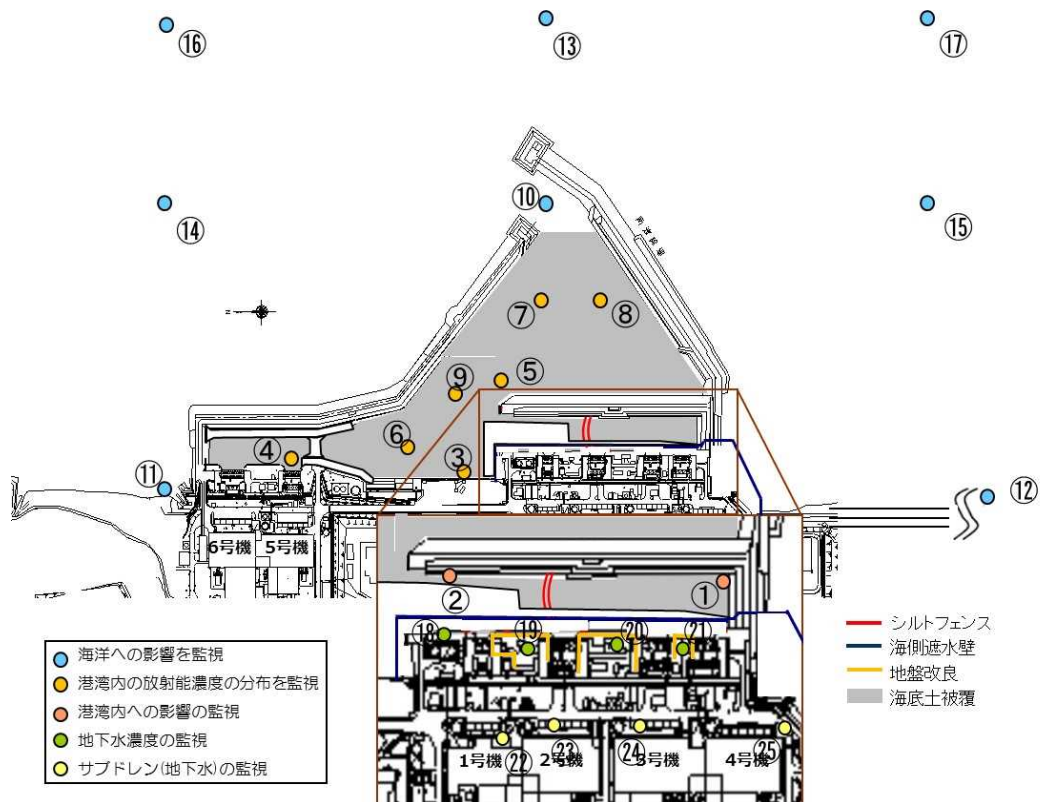 ⑯
⑬
⑰
⑩
⑭
⑮
⑦
⑧
⑨
⑤
⑥
④
③
⑪
⑫
6号機
5号機
②
①
⑱
⑲
⑳
㉑
1号機
㉒
2号機
㉓
㉔
3号機
4号機
㉕
海洋への影響を監視
港湾内の放射能濃度の分布を監視
港湾内への影響の監視
地下水濃度の監視
サブドレン(地下水)の監視
シルトフェンス
海側遮水壁
地盤改良
海底土被覆